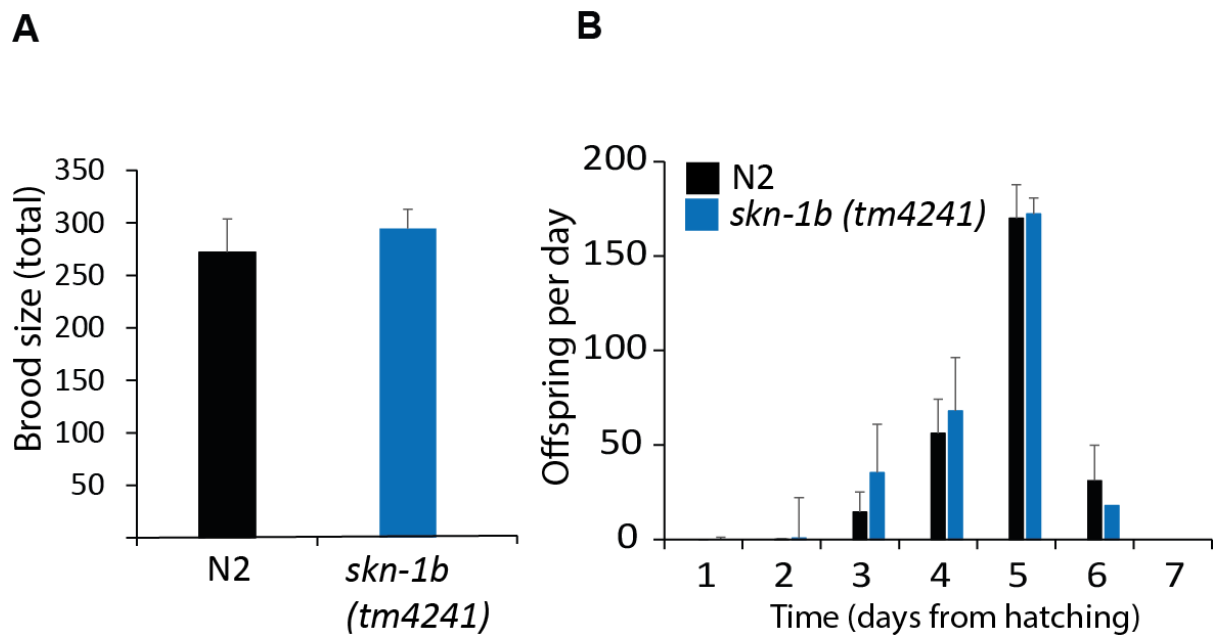 A
Brood size (total)
350
300
250
200
150
100
50
N2
skn-1b
(tm4241)
B
Offspring per day
200
150
100
50
0
N2
skn-1b (tm4241)
1 2 3 4 5 6 7
Time (days from hatching)